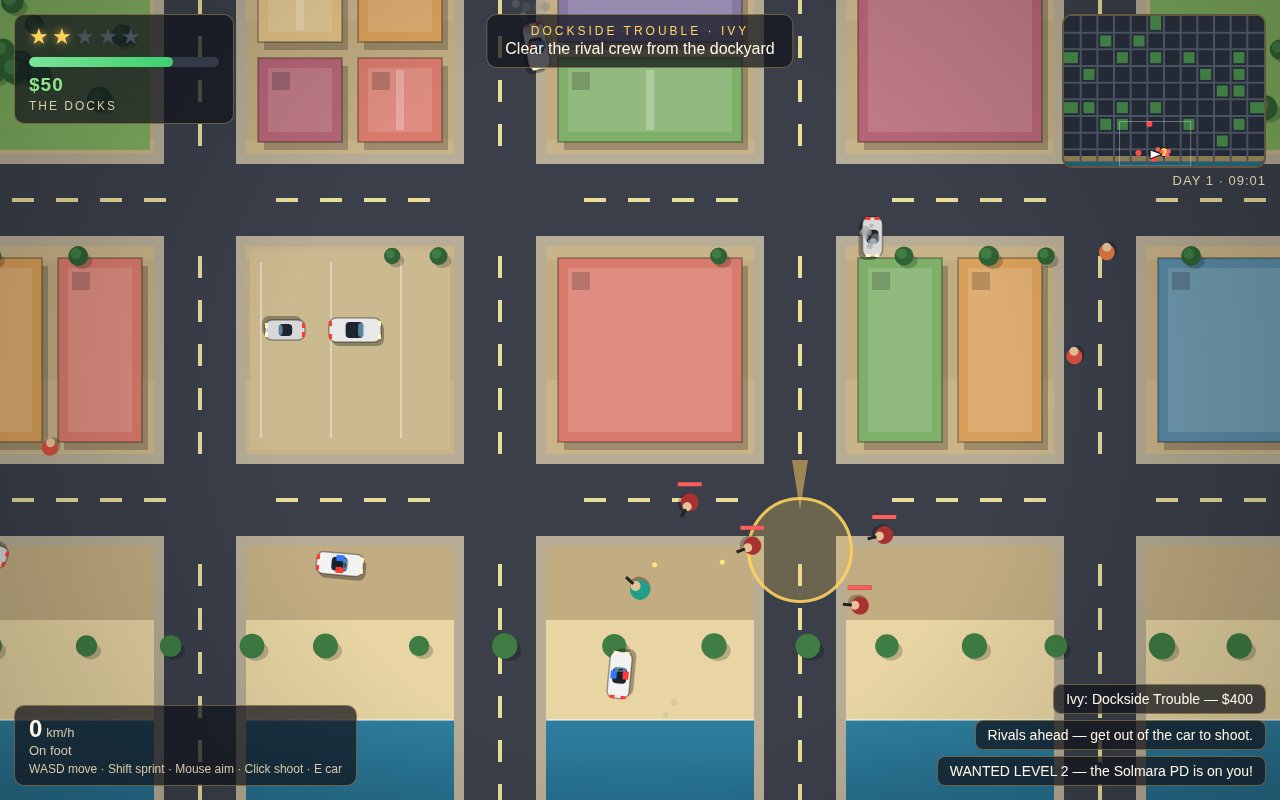 $50
THE DOCKS
DOCKSIDE TROUBLE · IVY
Clear the rival crew from the dockyard
DAY 1 · 09:01
Ivy: Dockside Trouble — $400
Rivals ahead — get out of the car to shoot.
WANTED LEVEL 2 — the Solmara PD is on you!
0 km/h
On foot
WASD move · Shift sprint · Mouse aim · Click shoot · E car